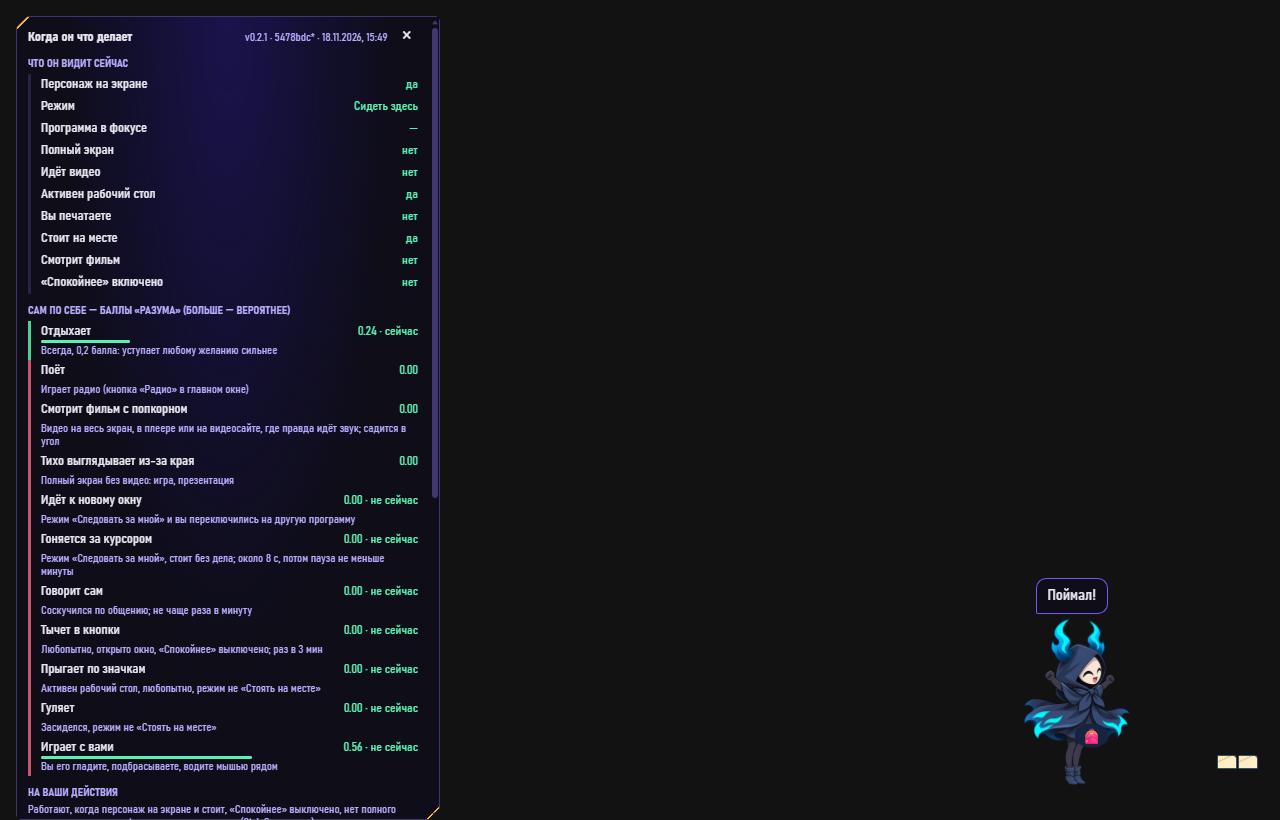 Когда он что делает
v0.2.1 · 5478bdc* · 18.11.2026, 15:49 ×
ЧТО ОН ВИДИТ СЕЙЧАС
Персонаж на экране да
Режим Сидеть здесь
Программа в фокусе —
Полный экран нет
Идёт видео нет
Активен рабочий стол да
Вы печатаете нет
Стоит на месте да
Смотрит фильм нет
«Спокойнее» включено нет
САМ ПО СЕБЕ — БАЛЛЫ «РАЗУМА» (БОЛЬШЕ — ВЕРОЯТНЕЕ)
Отдыхает 0.24 · сейчас
Всегда, 0,2 балла: уступает любому желанию сильнее
Поёт 0.00
Играет радио (кнопка «Радио» в главном окне)
Смотрит фильм с попкорном 0.00
Видео на весь экран, в плеере или на видеосайте, где правда идёт звук; садится в
угол
Тихо выглядывает из-за края 0.00
Полный экран без видео: игра, презентация
Идёт к новому окну 0.00 · не сейчас
Режим «Следовать за мной» и вы переключились на другую программу
Гоняется за курсором 0.00 · не сейчас
Режим «Следовать за мной», стоит без дела; около 8 с, потом пауза не меньше
минуты
Говорит сам 0.00 · не сейчас
Соскучился по общению; не чаще раза в минуту
Тычет в кнопки 0.00 · не сейчас
Любопытно, открыто окно, «Спокойнее» выключено; раз в 3 мин
Прыгает по значкам 0.00 · не сейчас
Активен рабочий стол, любопытно, режим не «Стоять на месте»
Гуляет 0.00 · не сейчас
Засиделся, режим не «Стоять на месте»
Играет с вами 0.56 · не сейчас
Вы его гладите, подбрасываете, водите мышью рядом
НА ВАШИ ДЕЙСТВИЯ
Работают, когда персонаж на экране и стоит, «Спокойнее» выключено, нет полного
Поймал!